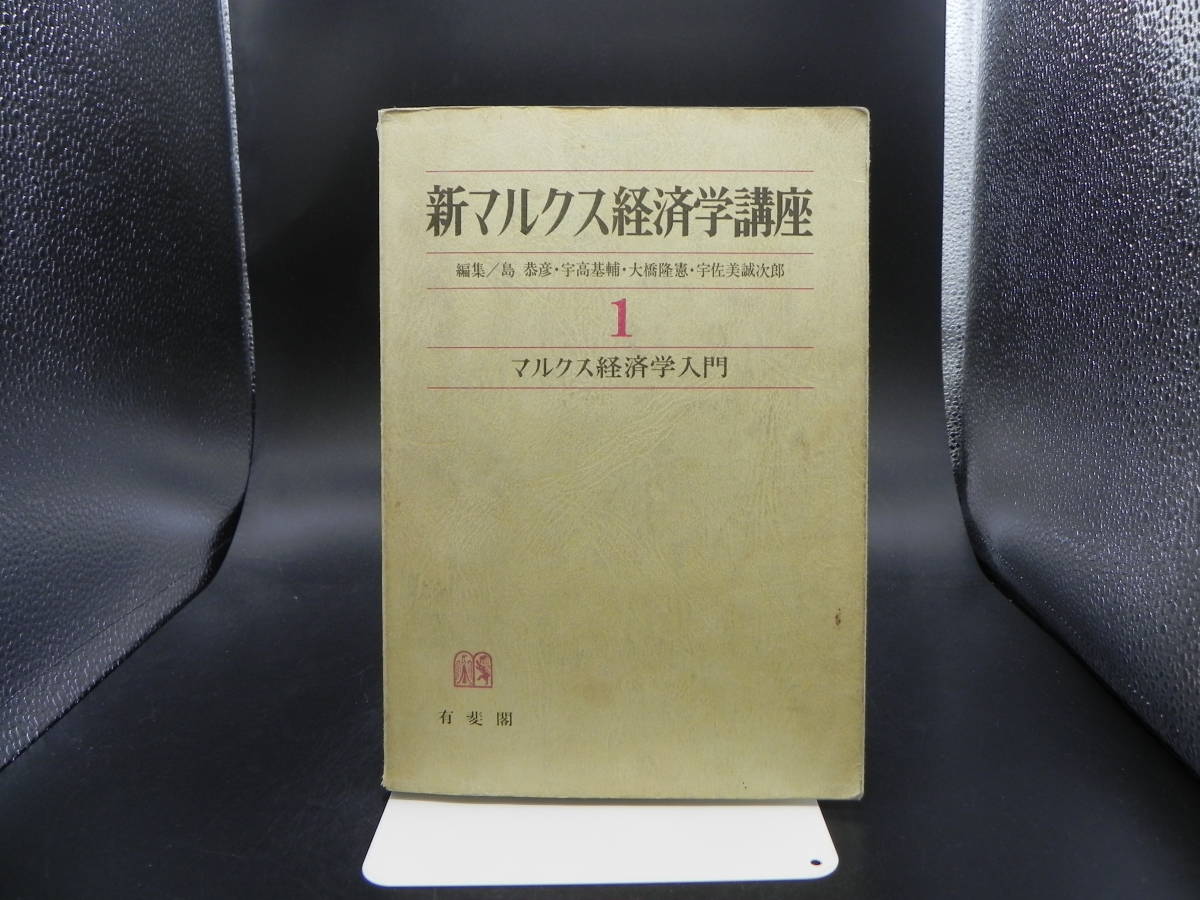 新マルクス経済学講座
編集/島 恭彦・宇高基輔・大橋隆憲・宇佐美誠次郎
1
マルクス経済学入門
有斐閣